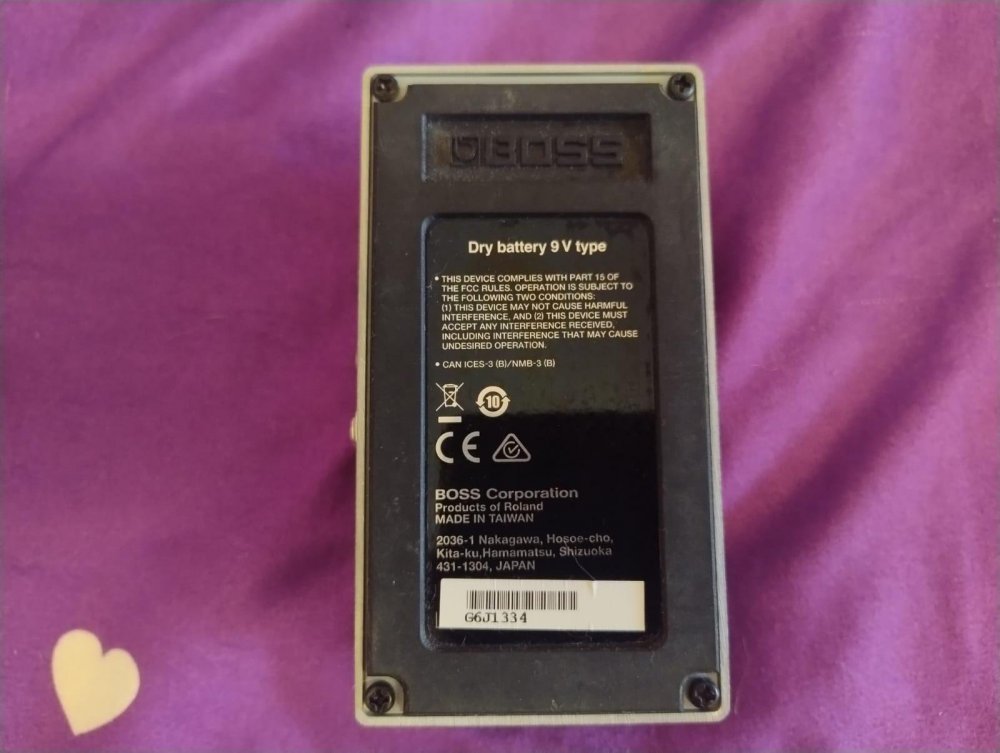 BOSS
Dry battery 9 V type
• THIS DEVICE COMPLIES WITH PART 15 OF
THE FCC RULES. OPERATION IS SUBJECT TO
THE FOLLOWING TWO CONDITIONS:
(1) THIS DEVICE MAY NOT CAUSE HARMFUL
INTERFERENCE, AND (2) THIS DEVICE MUST
ACCEPT ANY INTERFERENCE RECEIVED,
INCLUDING INTERFERENCE THAT MAY CAUSE
UNDESIRED OPERATION.
• CAN ICES-3 (B)/NMB-3 (B)
10
CE
BOSS Corporation
Products of Roland
MADE IN TAIWAN
2036-1 Nakagawa, Hosoe-cho,
Kita-ku,Hamamatsu, Shizuoka
431-1304, JAPAN
G6J1334